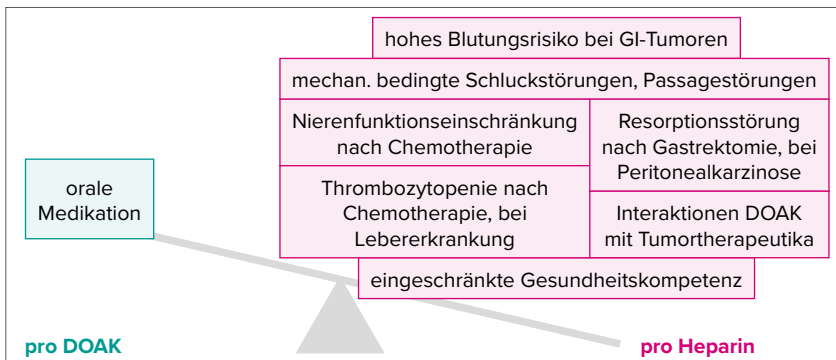 hohes Blutungsrisiko bei GI-Tumoren
mechan. bedingte Schluckstörungen, Passagestörungen
Nierenfunktionseinschränkung
nach Chemotherapie
Resorptionsstörung
nach Gastrektomie, bei
Peritonealkarzinose
orale
Medikation
Thrombozytopenie nach
Chemotherapie, bei
Lebererkrankung
Interaktionen DOAK
mit Tumortherapeutika
eingeschränkte Gesundheitskompetenz
pro DOAK
pro Heparin